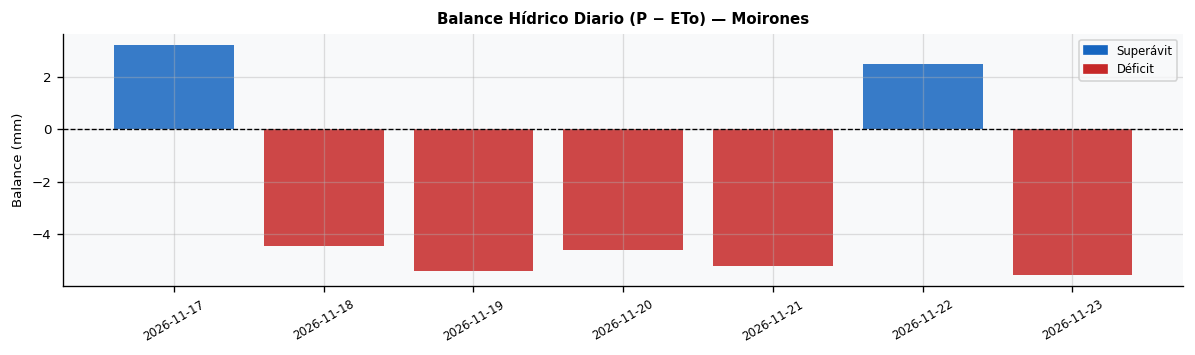 Balance Hídrico Diario (P − ETo) — Moirones
Superávit
Déficit
Balance (mm)
2
0
−2
−4
2026-11-17
2026-11-18
2026-11-19
2026-11-20
2026-11-21
2026-11-22
2026-11-23